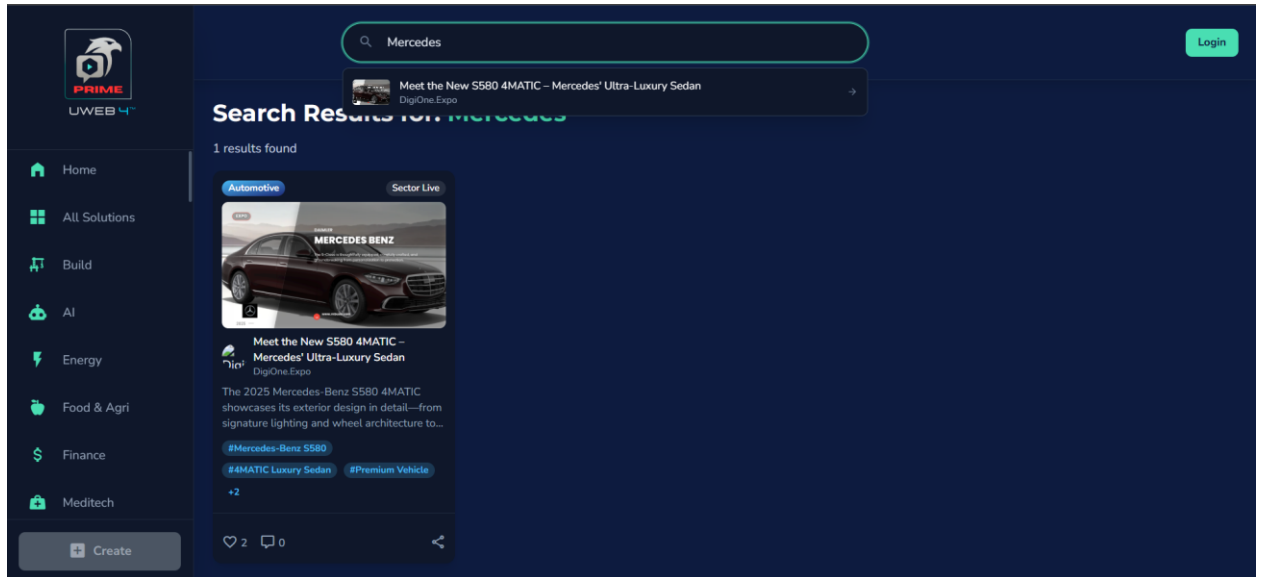 PRIME
UWEB 4™
Home
All Solutions
Build
AI
Energy
Food & Agri
Finance
Meditech
Create
Mercedes
Login
Meet the New S580 4MATIC – Mercedes' Ultra-Luxury Sedan
DigiOne.Expo
Search Results for: Mercedes
1 results found
Automotive
Sector Live
MERCEDES BENZ
Meet the New S580 4MATIC –
Mercedes' Ultra-Luxury Sedan
DigiOne.Expo
The 2025 Mercedes-Benz S580 4MATIC
showcases its exterior design in detail—from
signature lighting and wheel architecture to...
#Mercedes-Benz S580
#4MATIC Luxury Sedan #Premium Vehicle
+2
2 0